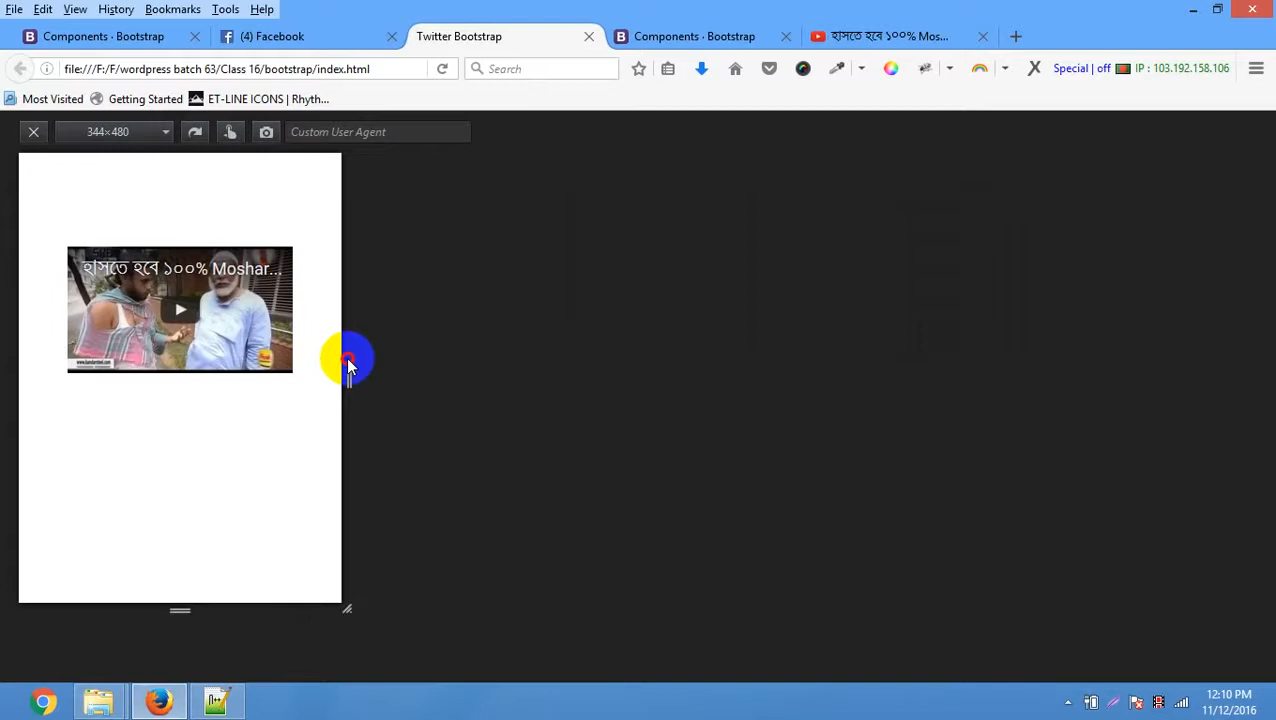 File Edit View History Bookmarks Tools Help
Components · Bootstrap
(4) Facebook
Twitter Bootstrap
Components · Bootstrap
হাসতে হবে ১০০% Mos...
file:///F:/F/wordpress batch 63/Class 16/bootstrap/index.html
Search
Special | off
IP : 103.192.158.106
Most Visited
Getting Started
ET-LINE ICONS | Rhyth...
344×480
Custom User Agent
হাসতে হবে ১০০% Moshar...
12:10 PM
11/12/2016